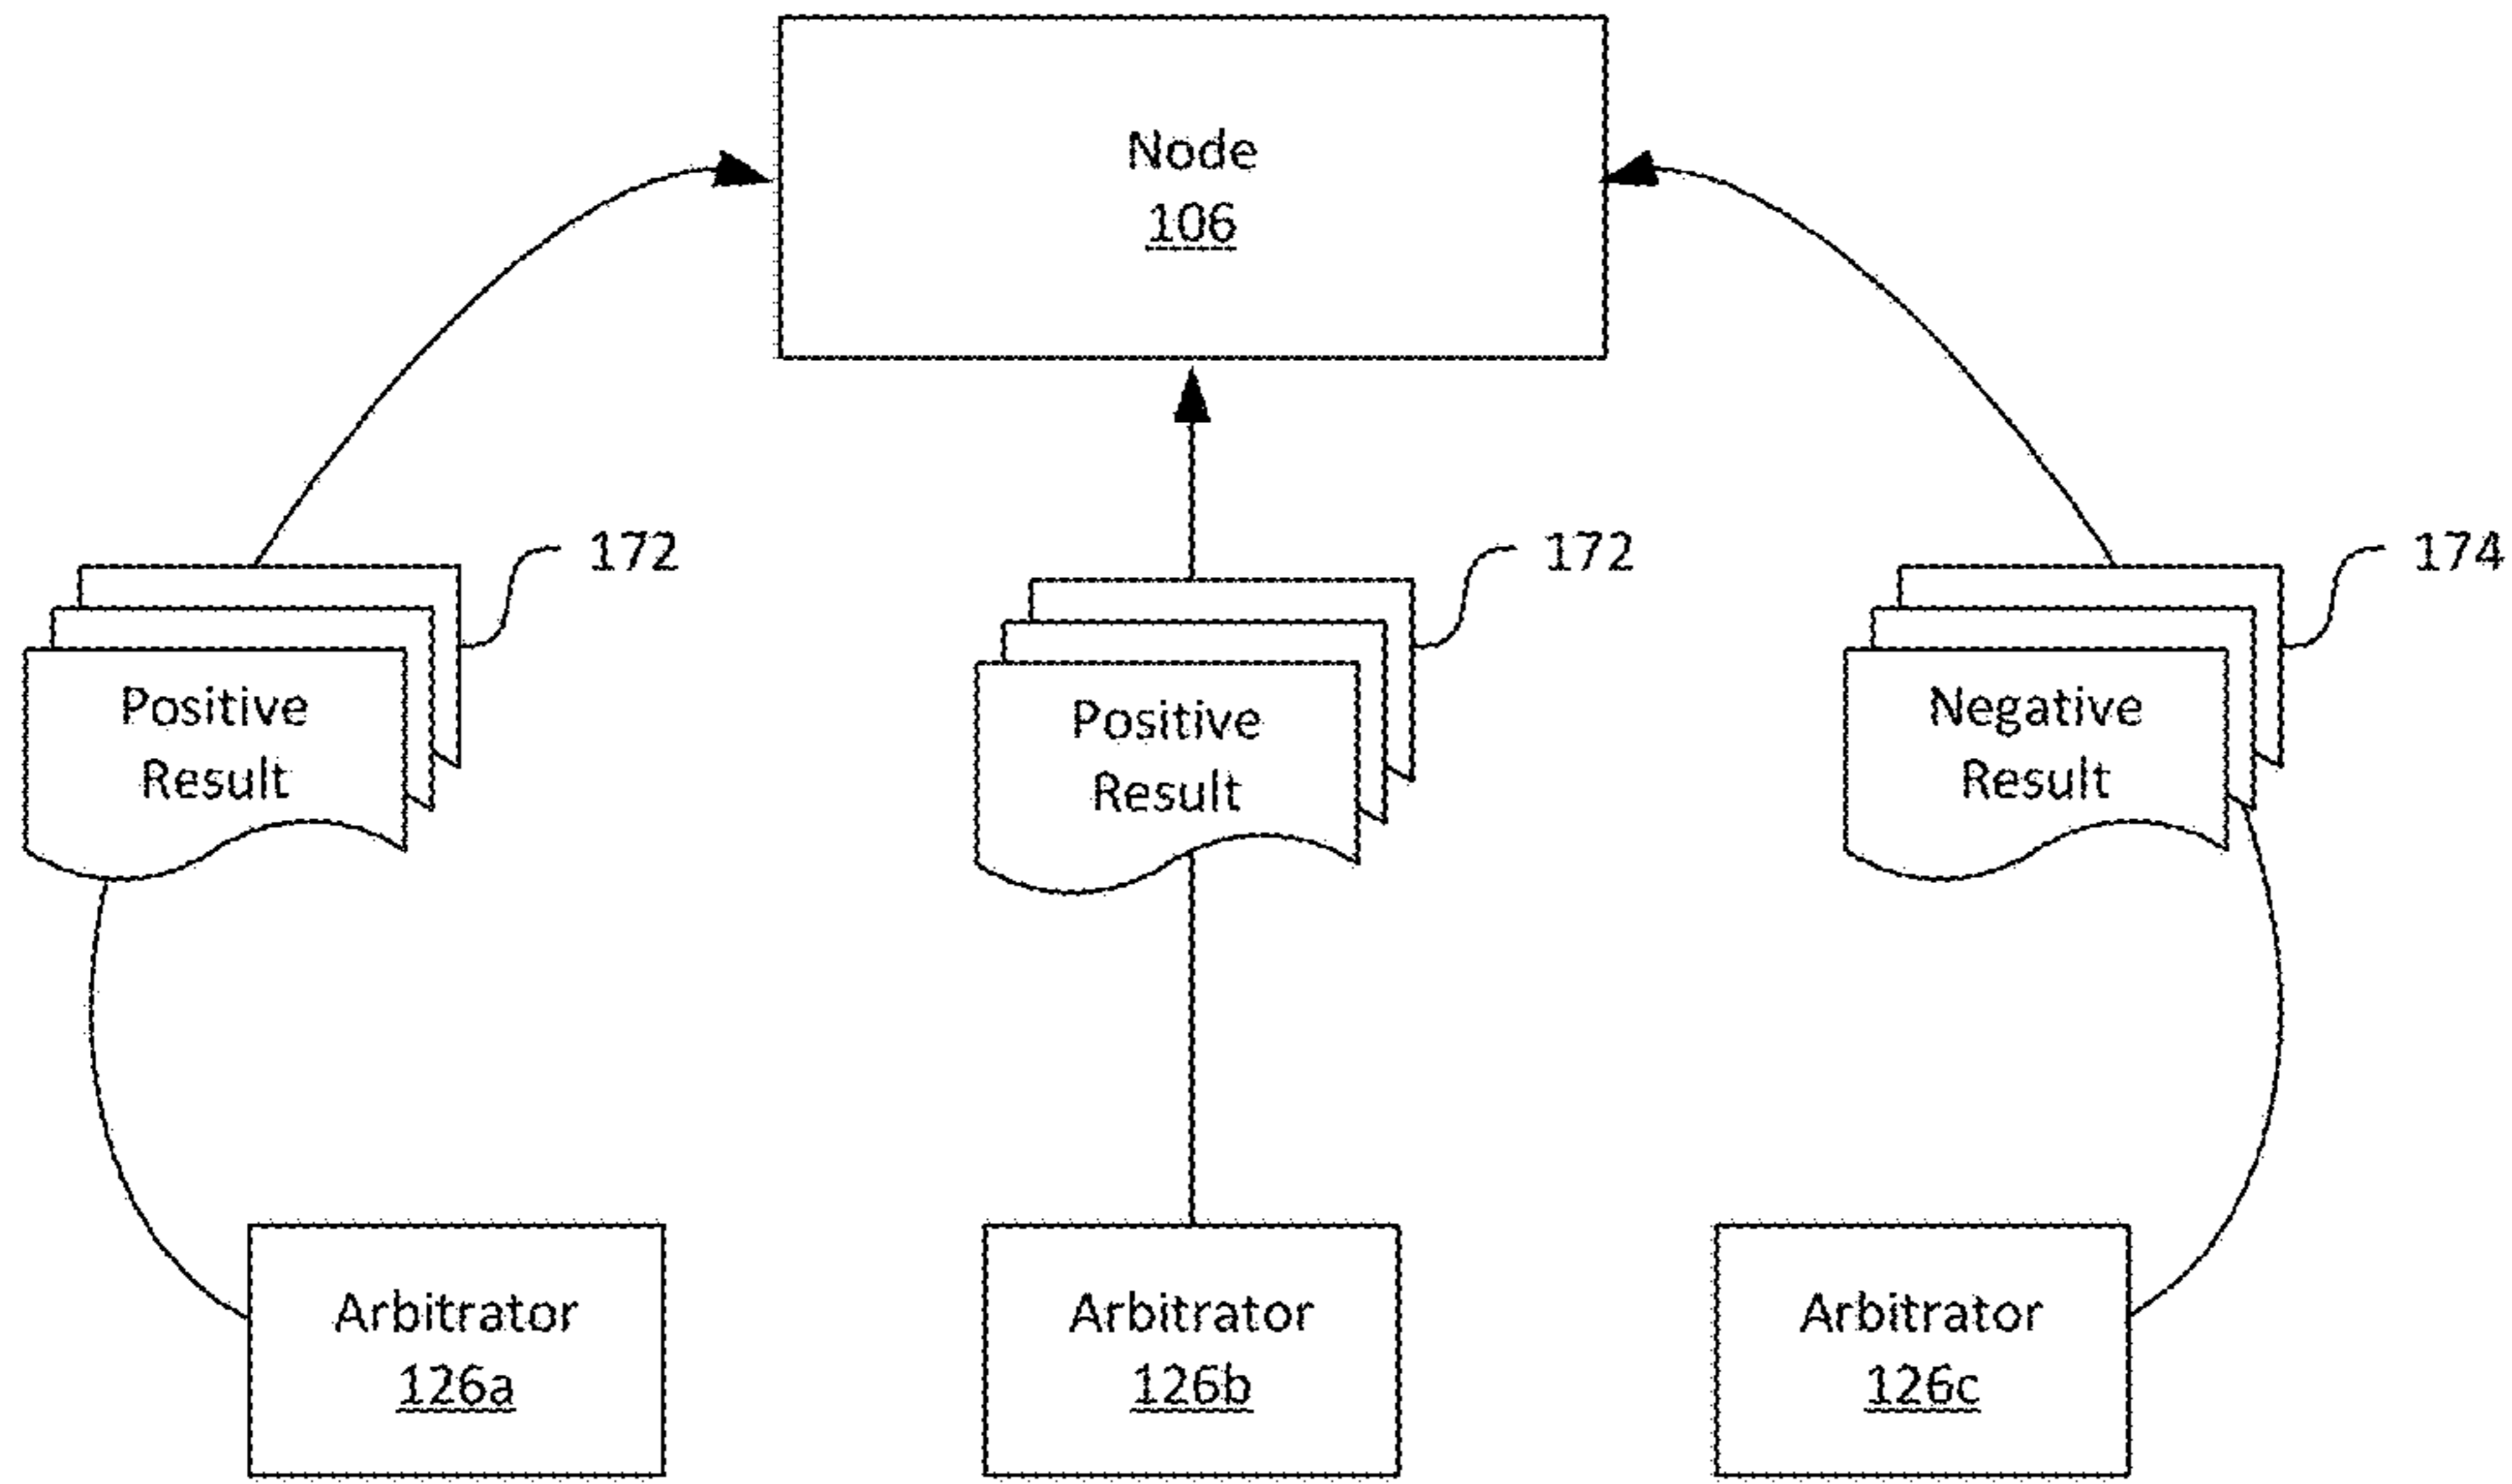 Node
106
172
172
174
Positive
Result
Positive
Result
Negative
Result
Arbitrator
126a
Arbitrator
126b
Arbitrator
126c